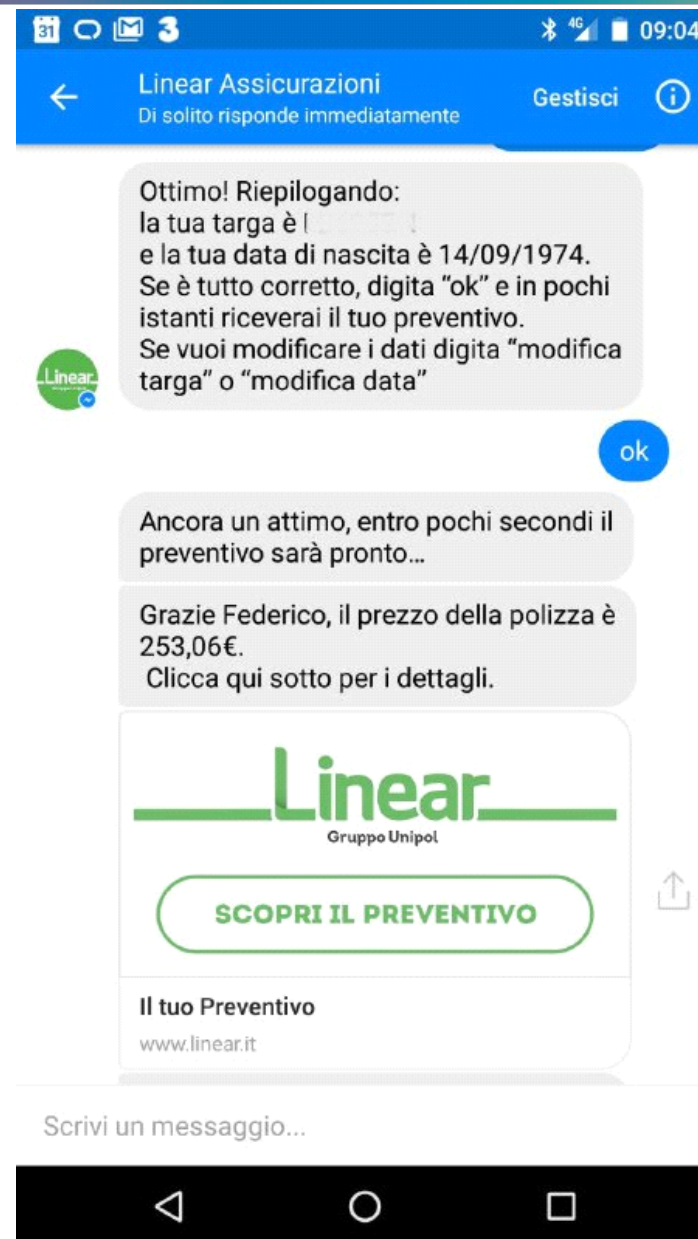 31 3 4G 09:04
Linear Assicurazioni
Di solito risponde immediatamente
Gestisci
Ottimo! Riepilogando:
la tua targa è
e la tua data di nascita è 14/09/1974.
Se è tutto corretto, digita “ok” e in pochi
istanti riceverai il tuo preventivo.
Se vuoi modificare i dati digita “modifica
targa” o “modifica data”
Linear
ok
Ancora un attimo, entro pochi secondi il
preventivo sarà pronto...
Grazie Federico, il prezzo della polizza è
253,06€.
Clicca qui sotto per i dettagli.
Linear
Gruppo Unipol
SCOPRI IL PREVENTIVO
Il tuo Preventivo
www.linear.it
Scrivi un messaggio...